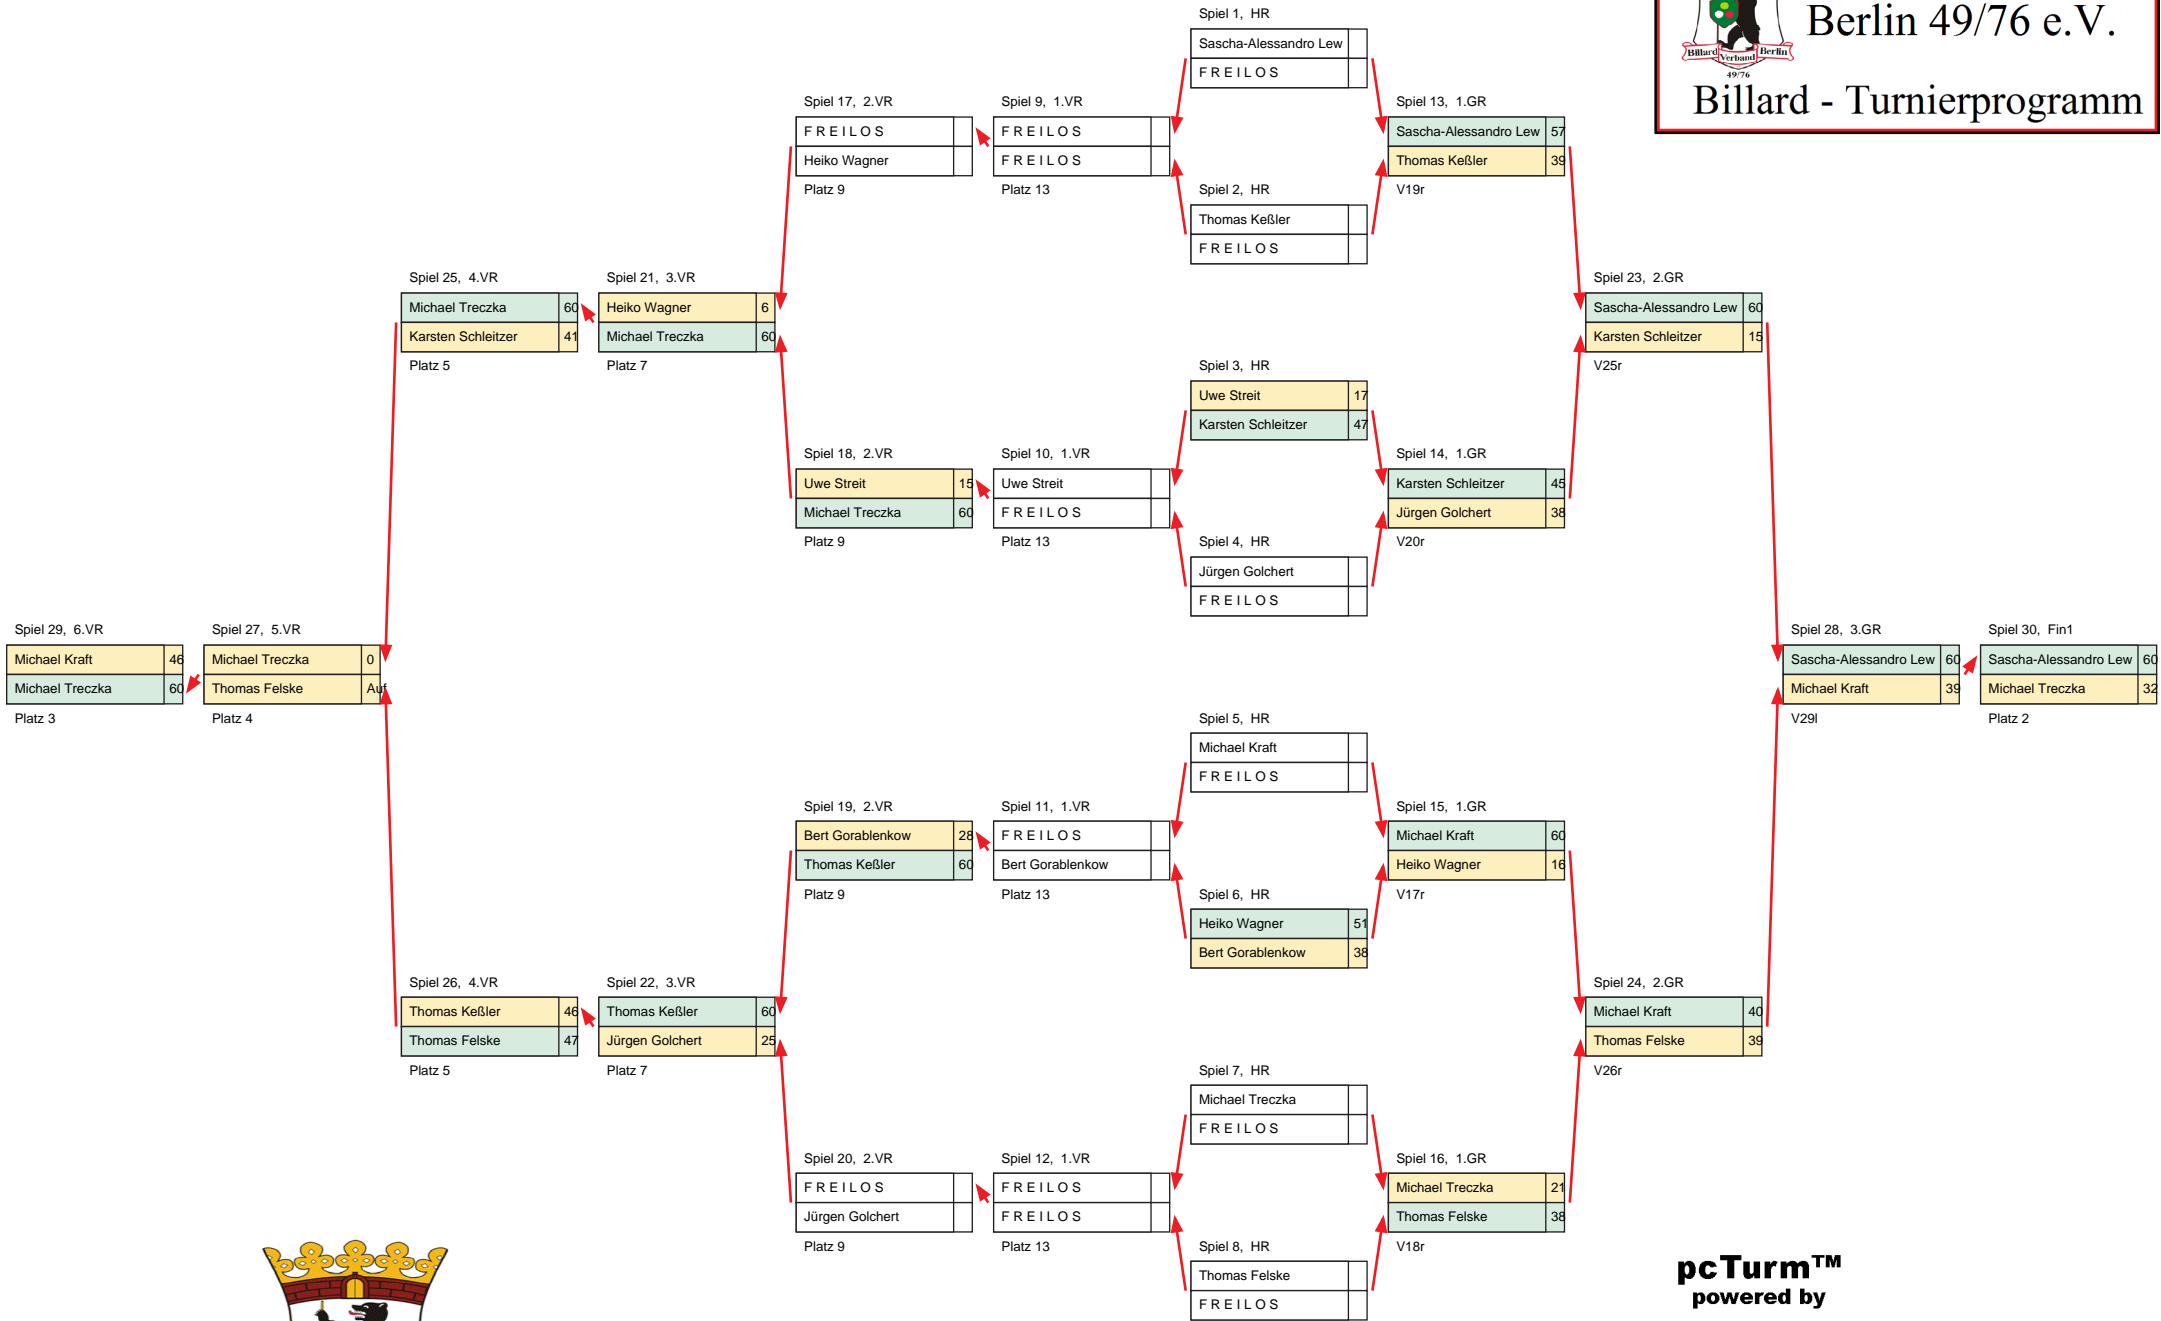 Berlin 49/76 e.V.
Billard Verband Berlin
49/76
Billard - Turnierprogramm
Spiel 29, 6.VR
Michael Kraft 46
Michael Treczka 60
Platz 3
Spiel 27, 5.VR
Michael Treczka 0
Thomas Felske Auf
Platz 4
Spiel 25, 4.VR
Michael Treczka 60
Karsten Schleitzer 41
Platz 5
Spiel 26, 4.VR
Thomas Keßler 46
Thomas Felske 47
Platz 5
Spiel 21, 3.VR
Heiko Wagner 6
Michael Treczka 60
Platz 7
Spiel 22, 3.VR
Thomas Keßler 60
Jürgen Golchert 25
Platz 7
Spiel 17, 2.VR
F R E I L O S
Heiko Wagner
Platz 9
Spiel 18, 2.VR
Uwe Streit 15
Michael Treczka 60
Platz 9
Spiel 19, 2.VR
Bert Gorablenkow 28
Thomas Keßler 60
Platz 9
Spiel 20, 2.VR
F R E I L O S
Jürgen Golchert
Platz 9
Spiel 9, 1.VR
F R E I L O S
F R E I L O S
Platz 13
Spiel 10, 1.VR
Uwe Streit
F R E I L O S
Platz 13
Spiel 11, 1.VR
F R E I L O S
Bert Gorablenkow
Platz 13
Spiel 12, 1.VR
F R E I L O S
F R E I L O S
Platz 13
Spiel 1, HR
Sascha-Alessandro Lew
F R E I L O S
Spiel 2, HR
Thomas Keßler
F R E I L O S
Spiel 3, HR
Uwe Streit 17
Karsten Schleitzer 47
Spiel 4, HR
Jürgen Golchert
F R E I L O S
Spiel 5, HR
Michael Kraft
F R E I L O S
Spiel 6, HR
Heiko Wagner 51
Bert Gorablenkow 38
Spiel 7, HR
Michael Treczka
F R E I L O S
Spiel 8, HR
Thomas Felske
F R E I L O S
Spiel 13, 1.GR
Sascha-Alessandro Lew 57
Thomas Keßler 39
V19r
Spiel 14, 1.GR
Karsten Schleitzer 45
Jürgen Golchert 38
V20r
Spiel 15, 1.GR
Michael Kraft 60
Heiko Wagner 16
V17r
Spiel 16, 1.GR
Michael Treczka 21
Thomas Felske 38
V18r
Spiel 23, 2.GR
Sascha-Alessandro Lew 60
Karsten Schleitzer 15
V25r
Spiel 24, 2.GR
Michael Kraft 40
Thomas Felske 39
V26r
Spiel 28, 3.GR
Sascha-Alessandro Lew 60
Michael Kraft 39
V29l
Spiel 30, Fin1
Sascha-Alessandro Lew 60
Michael Treczka 32
Platz 2
pcTurm™
powered by